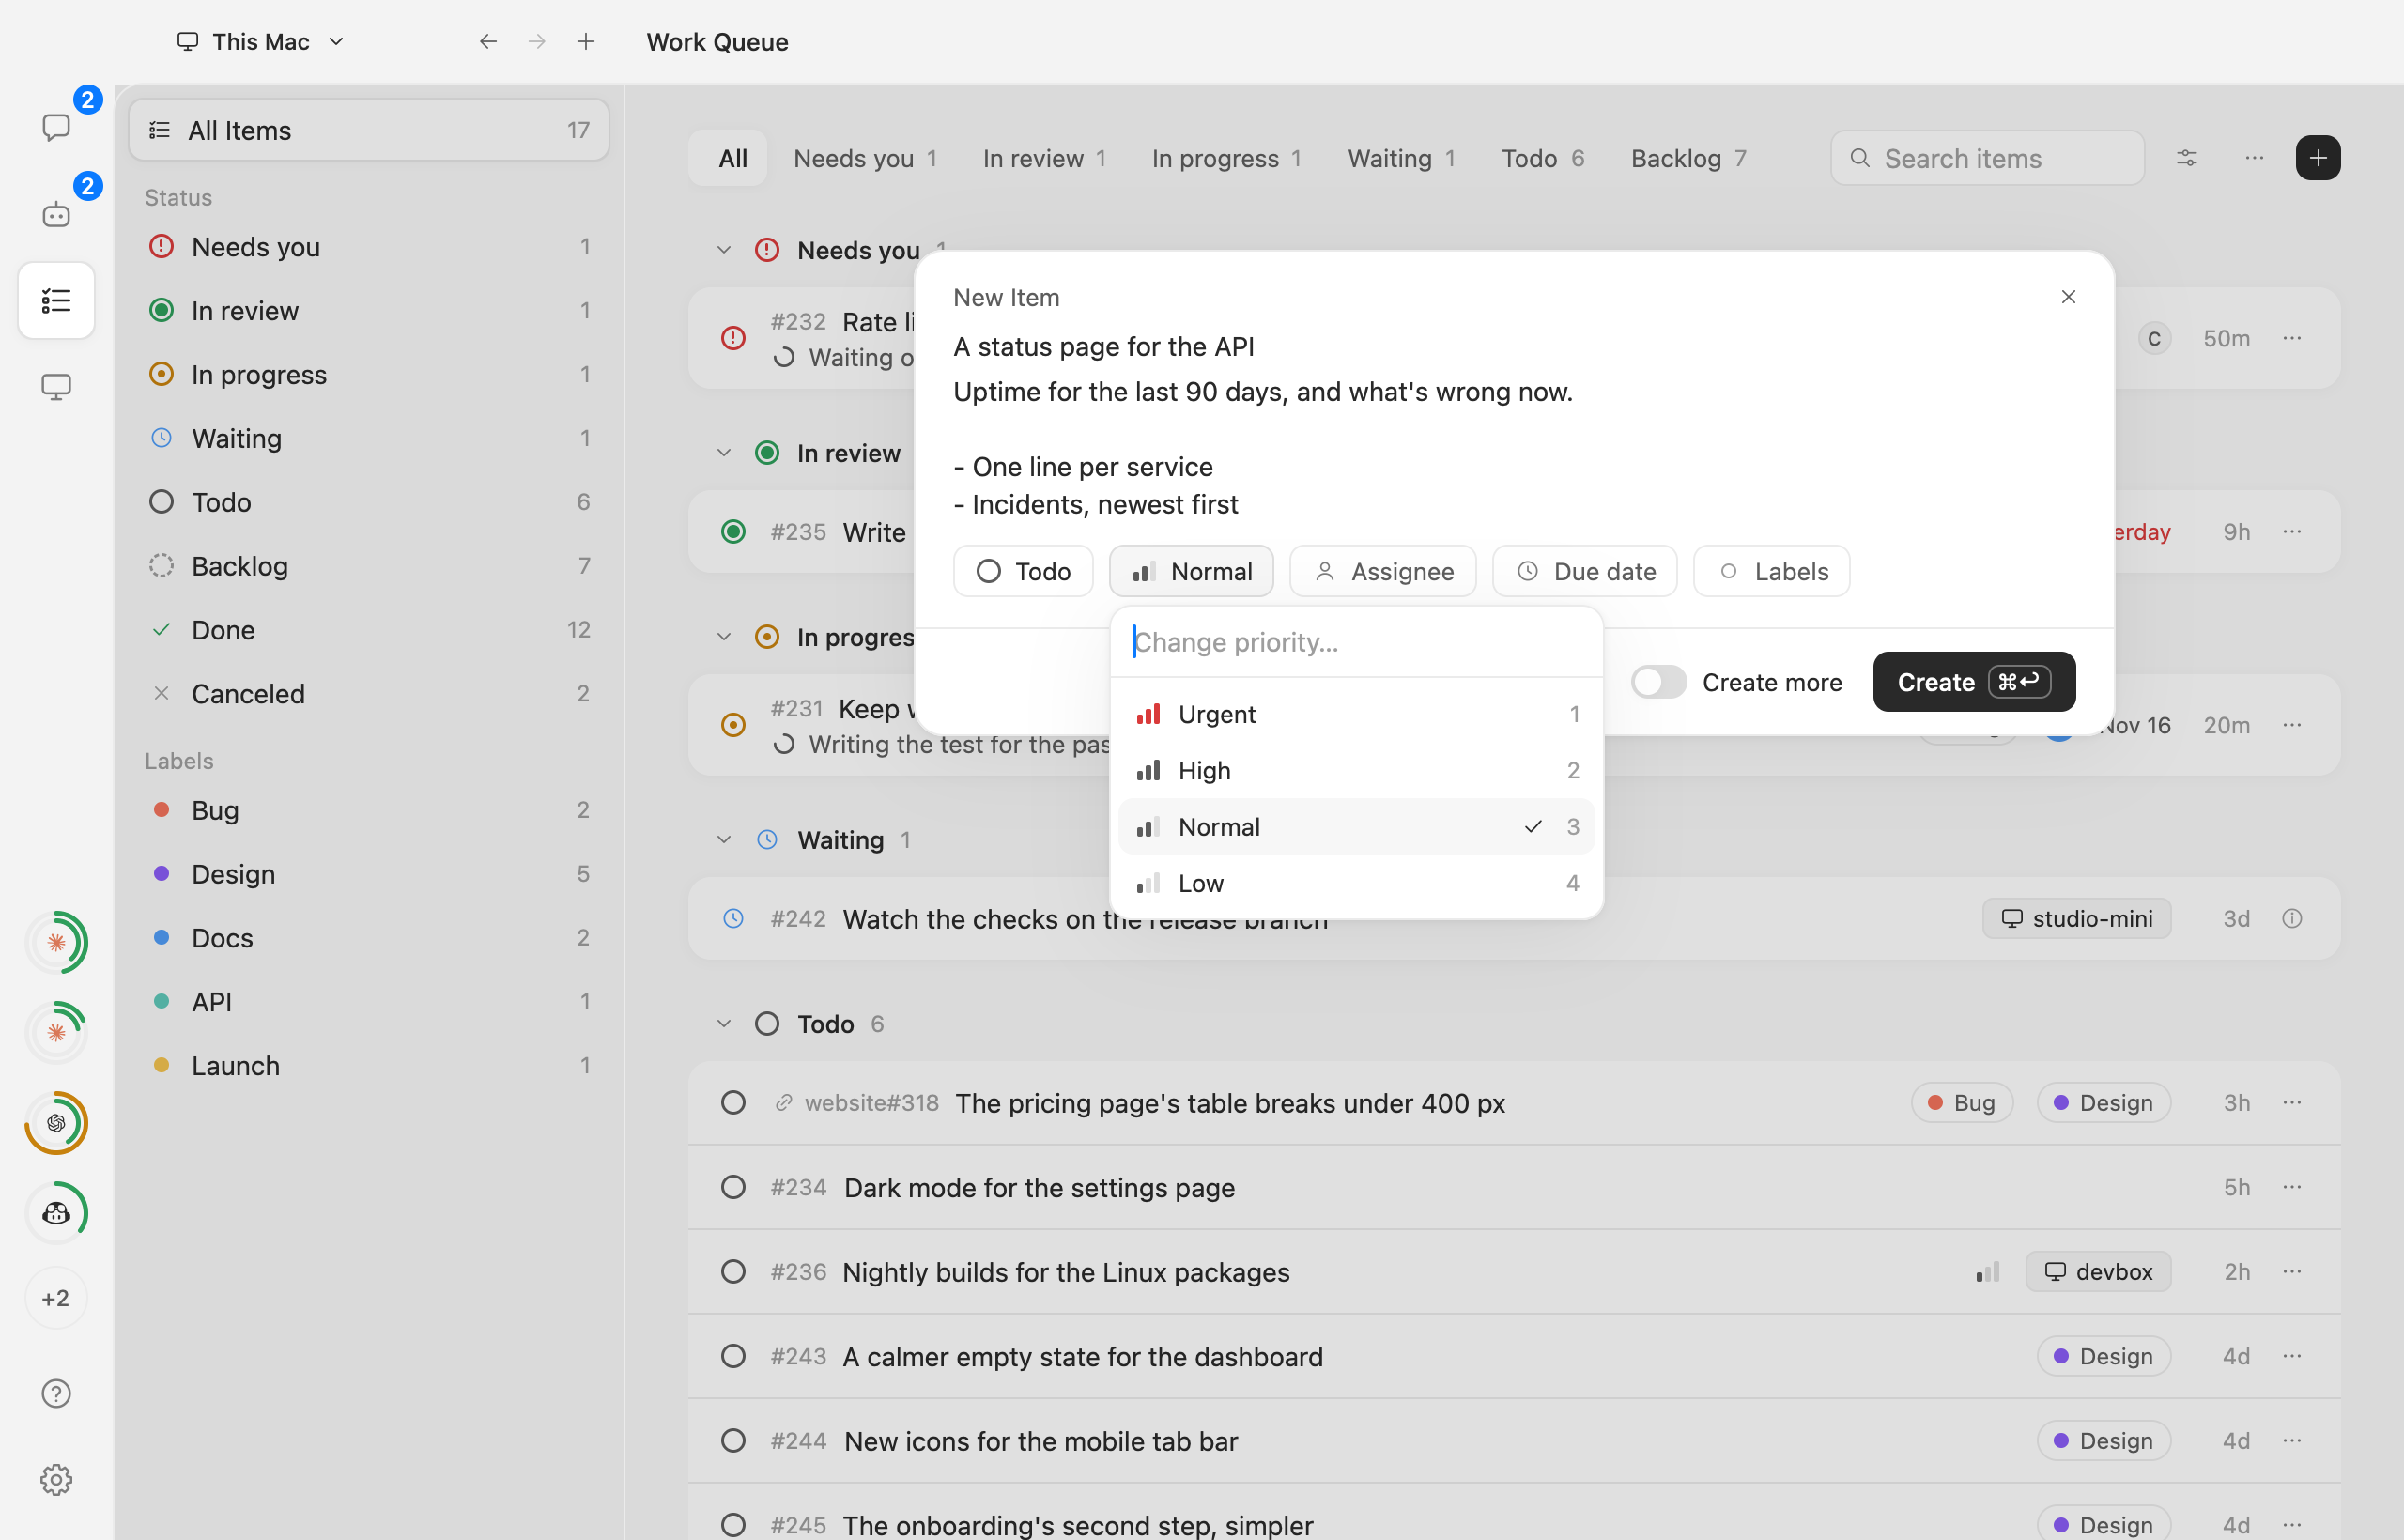 This Mac
Work Queue
2
2
All Items 17
Status
Needs you 1
In review 1
In progress 1
Waiting 1
Todo 6
Backlog 7
Done 12
Canceled 2
Labels
Bug 2
Design 5
Docs 2
API 1
Launch 1
+2
All Needs you 1 In review 1 In progress 1 Waiting 1 Todo 6 Backlog 7 Search items
Needs you 1
#232 Rate
Waiting
C 50m
In review
#235 Write
9h
In
#231 Keep
Writing the test for the
Nov 16 20m
Waiting 1
#242 Watch the checks on the release branch studio-mini 3d
Todo 6
website#318 The pricing page's table breaks under 400 px Bug Design 3h
#234 Dark mode for the settings page 5h
#236 Nightly builds for the Linux packages devbox 2h
#243 A calmer empty state for the dashboard Design 4d
#244 New icons for the mobile tab bar Design 4d
#245 The onboarding's second step, simpler Design 4d
New Item
A status page for the API
Uptime for the last 90 days, and what's wrong now.
- One line per service
- Incidents, newest first
Todo Normal Assignee Due date Labels
Create more Create ⌘↩
Change priority...
Urgent 1
High 2
Normal 3
Low 4